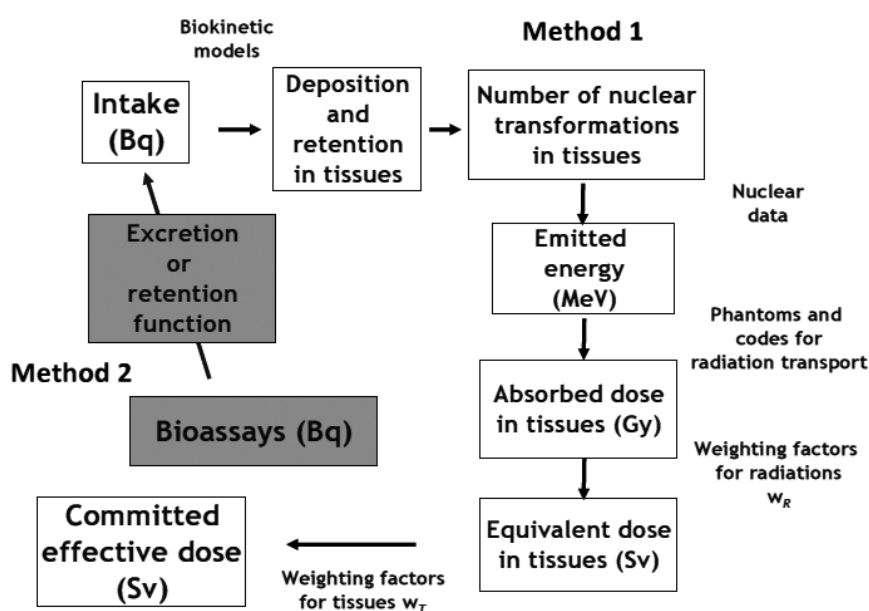 Biokinetic
models
Method 1
Intake
(Bq)
Deposition
and
retention
in tissues
Number of nuclear
transformations
in tissues
Nuclear
data
Excretion
or
retention
function
Emitted
energy
(MeV)
Phantoms and
codes for
radiation transport
Method 2
Bioassays (Bq)
Absorbed dose
in tissues (Gy)
Weighting factors
for radiations
wR
Committed
effective dose
(Sv)
Equivalent dose
in tissues (Sv)
Weighting factors
for tissues wT